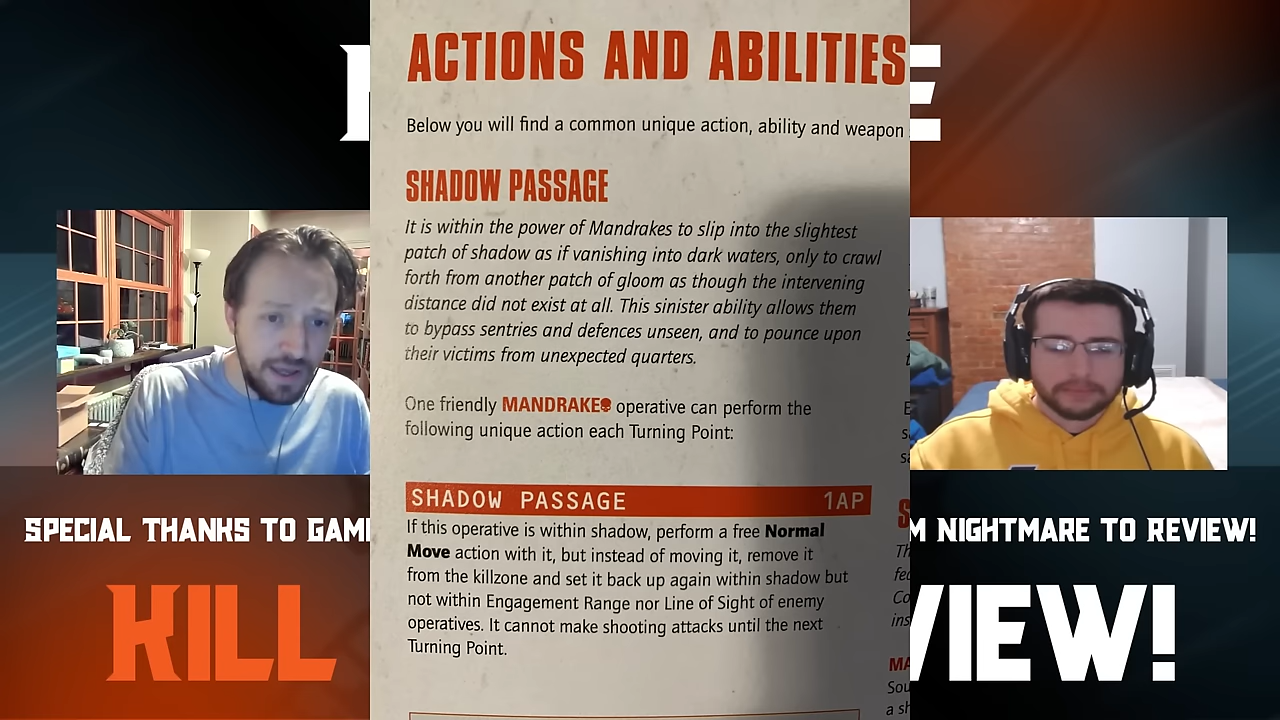 ACTIONS AND ABILITIES
Below you will find a common unique action, ability and weapon
SHADOW PASSAGE
It is within the power of Mandrakes to slip into the slightest
patch of shadow as if vanishing into dark waters, only to crawl
forth from another patch of gloom as though the intervening
distance did not exist at all. This sinister ability allows them
to bypass sentries and defences unseen, and to pounce upon
their victims from unexpected quarters.
One friendly MANDRAKE operative can perform the
following unique action each Turning Point:
SHADOW PASSAGE 1AP
If this operative is within shadow, perform a free Normal
Move action with it, but instead of moving it, remove it
from the killzone and set it back up again within shadow but
not within Engagement Range nor Line of Sight of enemy
operatives. It cannot make shooting attacks until the next
Turning Point.
SPECIAL THANKS TO GAM
M NIGHTMARE TO REVIEW!
KILL
VIEW!